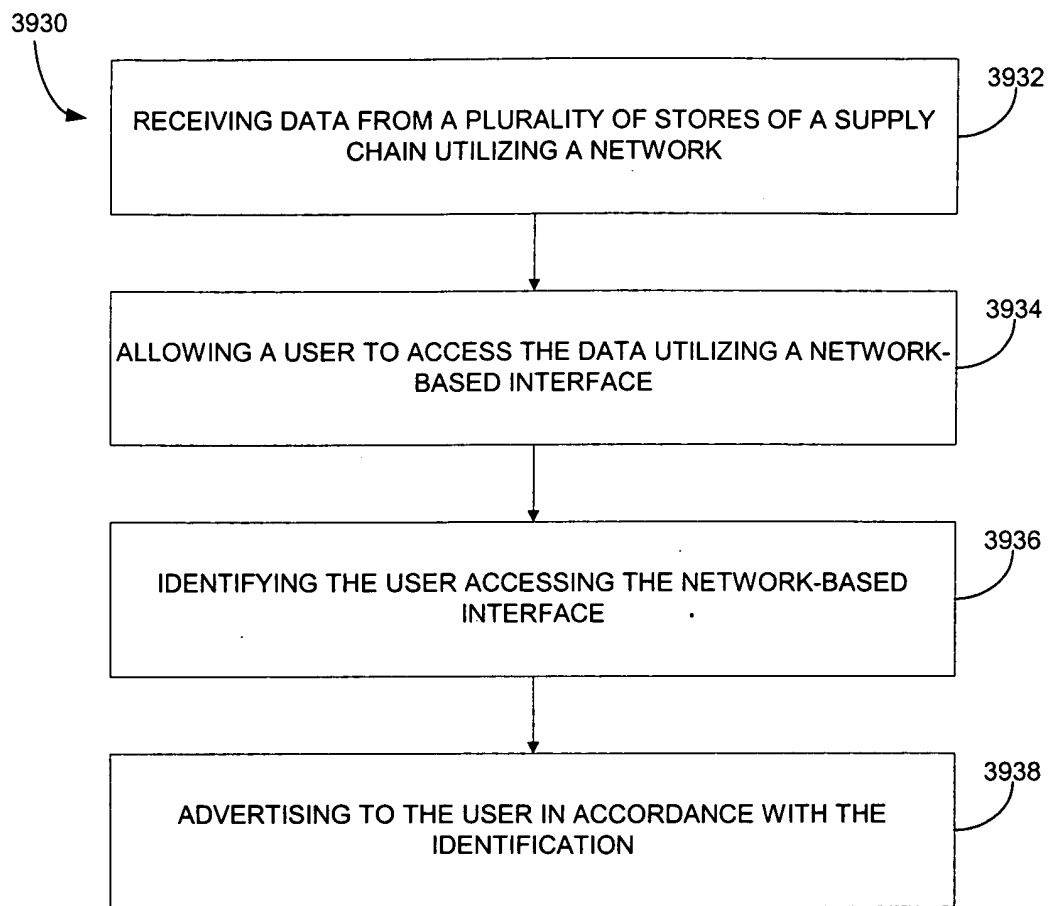 3930
3932
RECEIVING DATA FROM A PLURALITY OF STORES OF A SUPPLY
CHAIN UTILIZING A NETWORK
3934
ALLOWING A USER TO ACCESS THE DATA UTILIZING A NETWORK-
BASED INTERFACE
3936
IDENTIFYING THE USER ACCESSING THE NETWORK-BASED
INTERFACE
3938
ADVERTISING TO THE USER IN ACCORDANCE WITH THE
IDENTIFICATION